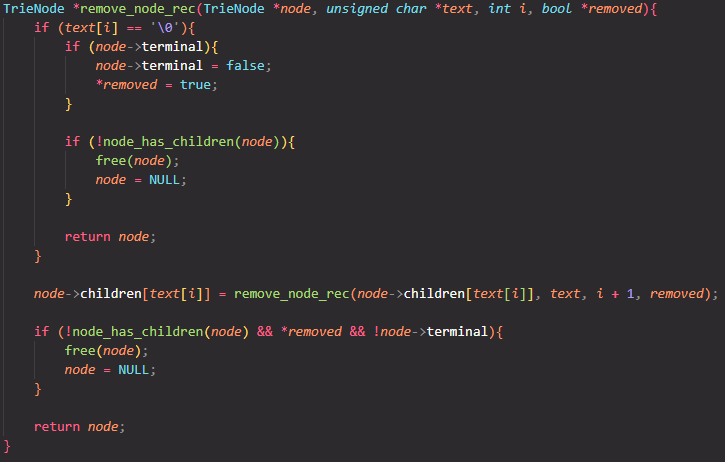 TrieNode *remove_node_rec(TrieNode *node, unsigned char *text, int i, bool *removed){
    if (text[i] == '\0'){
        if (node->terminal){
            node->terminal = false;
            *removed = true;
        }

        if (!node_has_children(node)){
            free(node);
            node = NULL;
        }

        return node;
    }

    node->children[text[i]] = remove_node_rec(node->children[text[i]], text, i + 1, removed);

    if (!node_has_children(node) && *removed && !node->terminal){
        free(node);
        node = NULL;
    }

    return node;
}